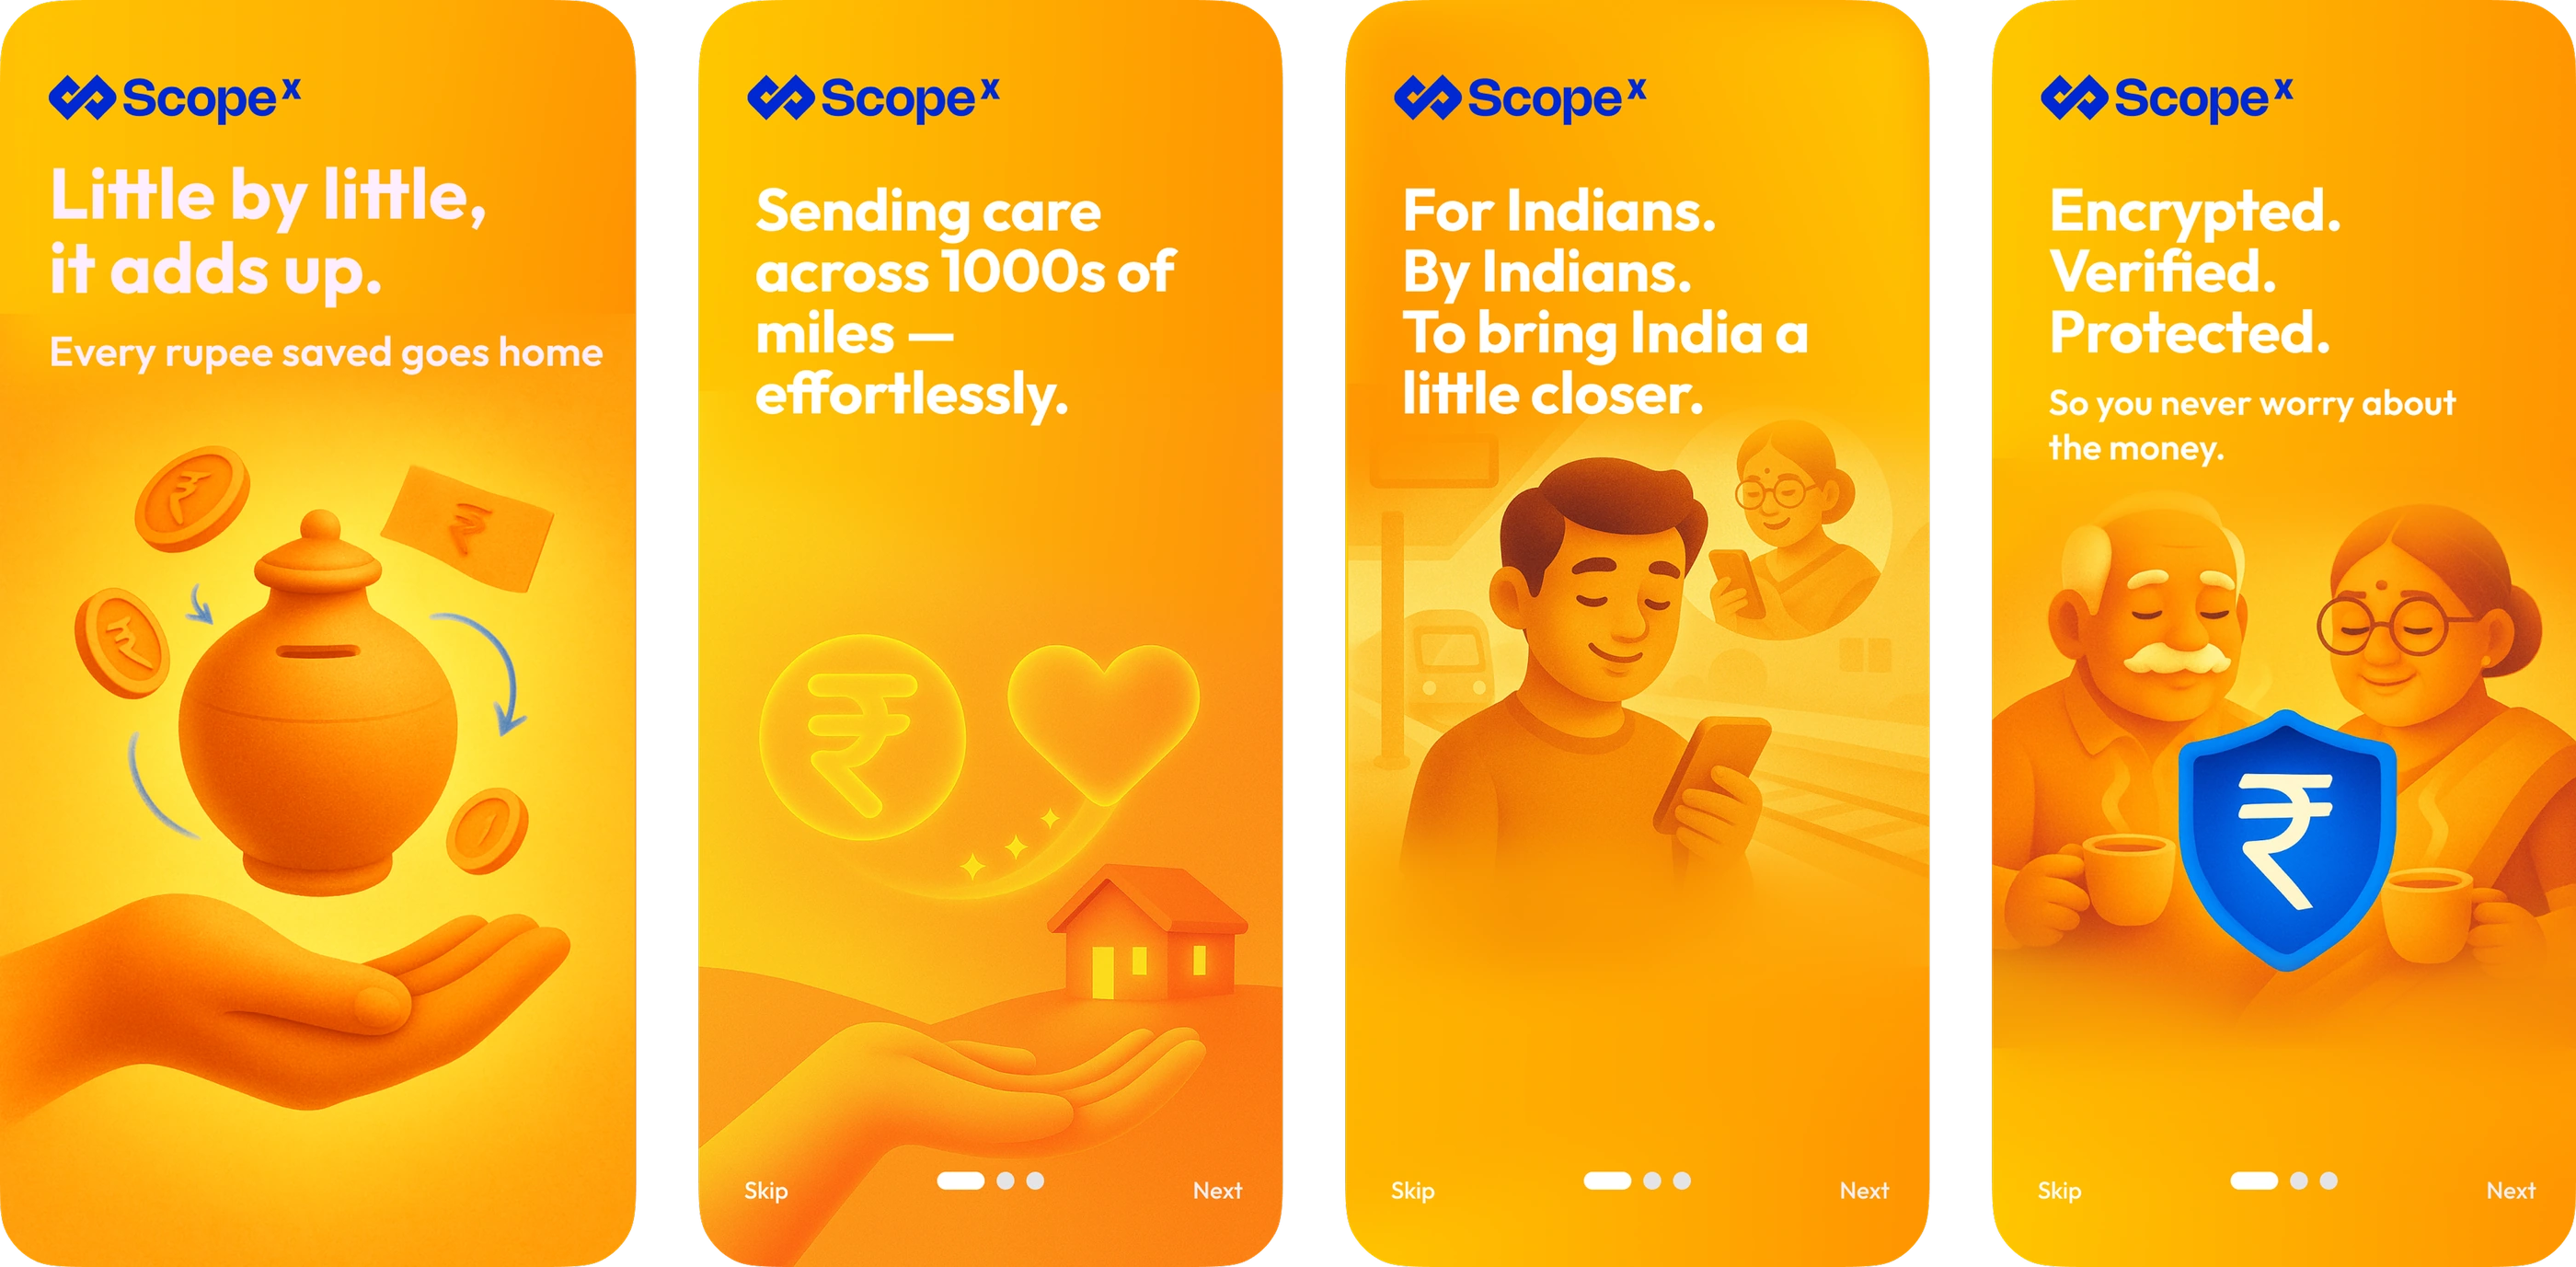 Scopeˣ
Little by little,
it adds up.
Every rupee saved goes home
₹
₹
₹
Scopeˣ
Sending care
across 1000s of
miles —
effortlessly.
₹
Skip
Next
Scopeˣ
For Indians.
By Indians.
To bring India a
little closer.
Skip
Next
Scopeˣ
Encrypted.
Verified.
Protected.
So you never worry about
the money.
₹
Skip
Next